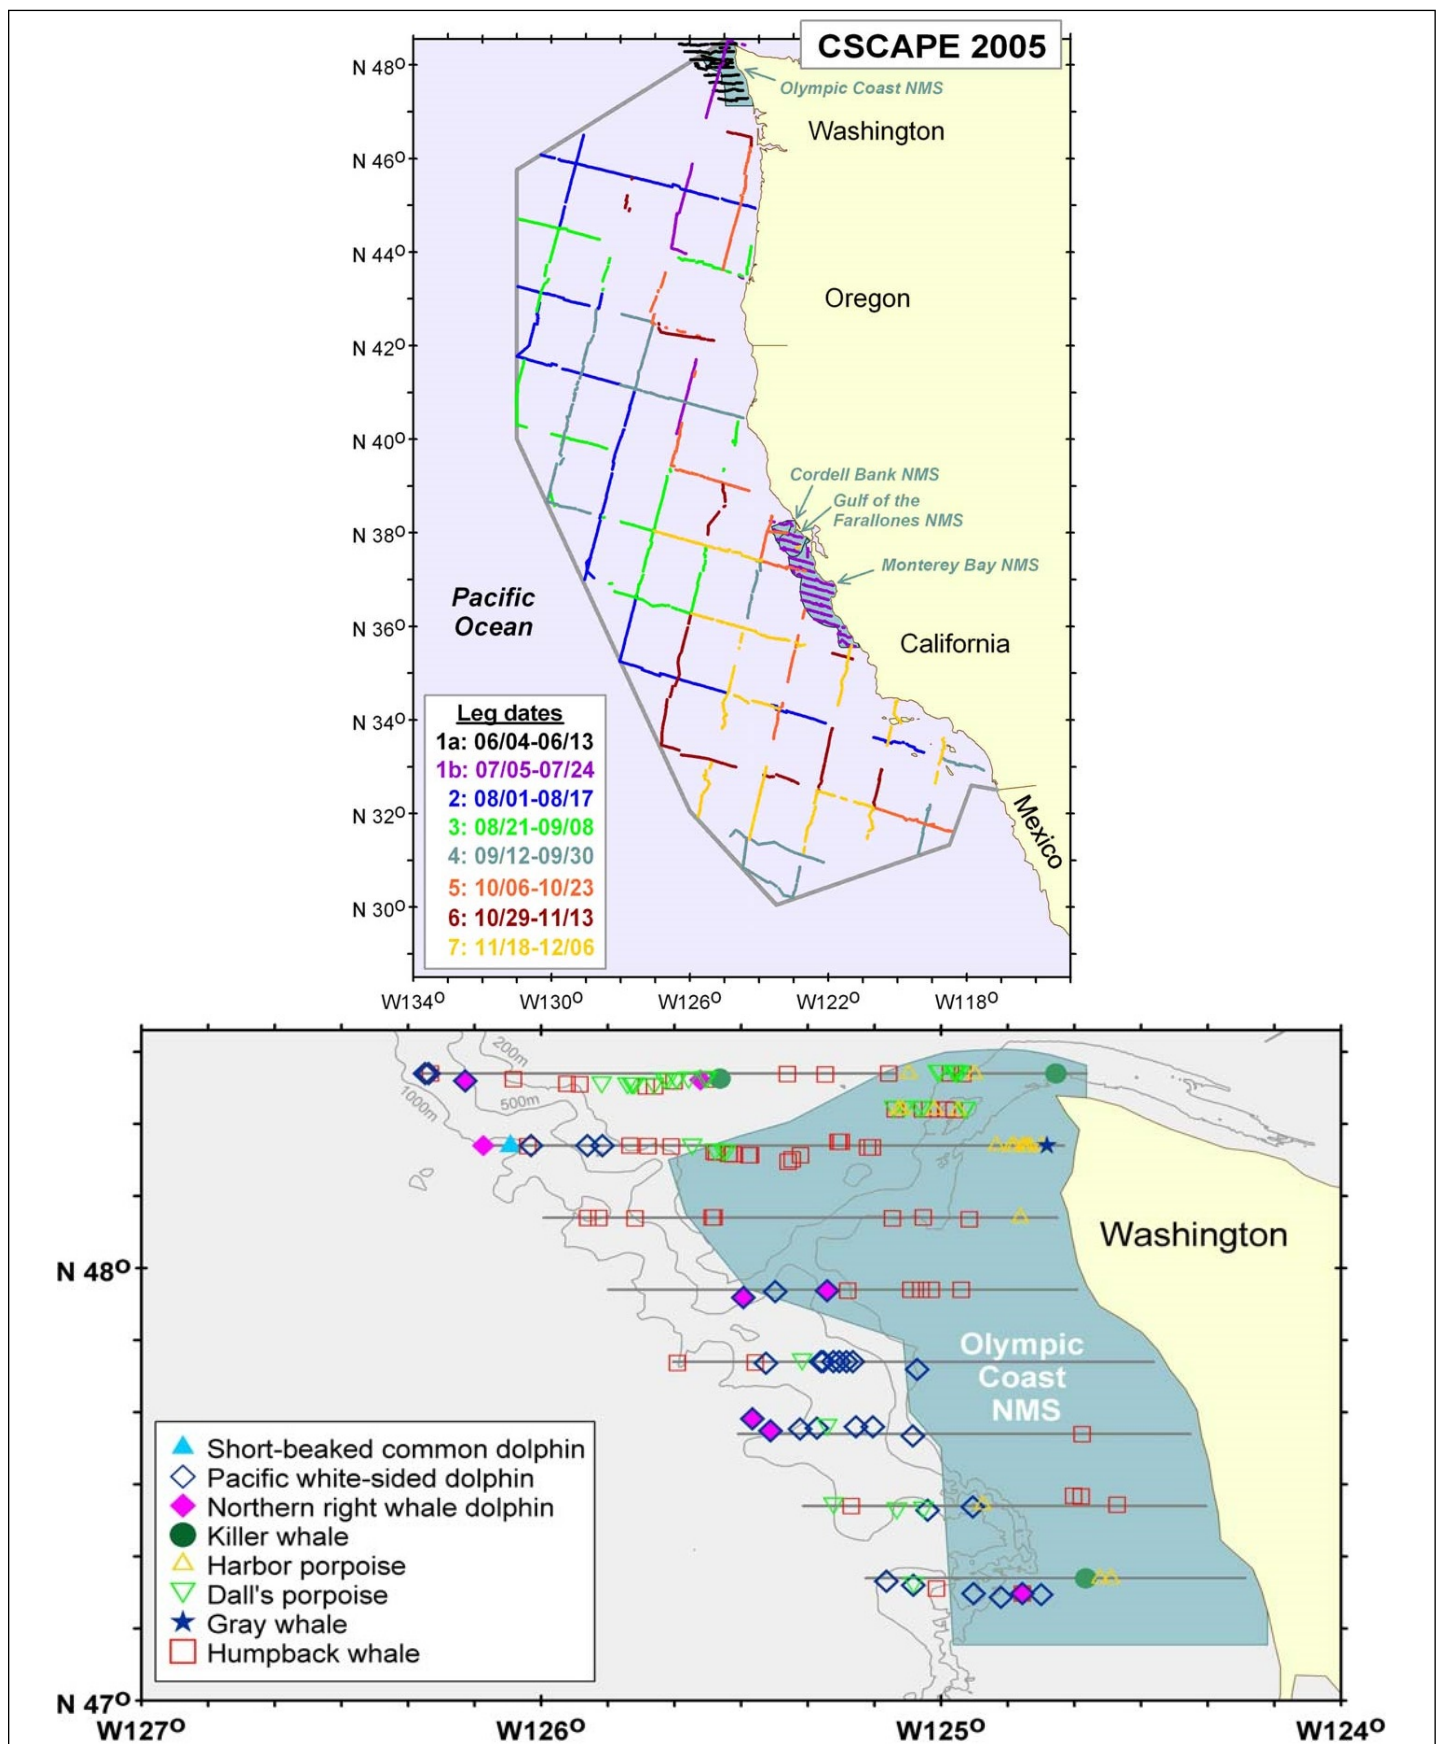 CSCAPE 2005
N 48°
Olympic Coast NMS
Washington
N 46°
N 44°
Oregon
N 42°
N 40°
Cordell Bank NMS
Gulf of the
Farallones NMS
N 38°
Monterey Bay NMS
Pacific
Ocean
N 36°
California
N 34°
Leg dates
1a: 06/04-06/13
1b: 07/05-07/24
2: 08/01-08/17
3: 08/21-09/08
4: 09/12-09/30
5: 10/06-10/23
6: 10/29-11/13
7: 11/18-12/06
N 32°
Mexico
N 30°
W134° W130° W126° W122° W118°
200m
1000m
500m
Washington
N 48°
Olympic
Coast
NMS
Short-beaked common dolphin
Pacific white-sided dolphin
Northern right whale dolphin
Killer whale
Harbor porpoise
Dall's porpoise
Gray whale
Humpback whale
N 47°
W127° W126° W125° W124°